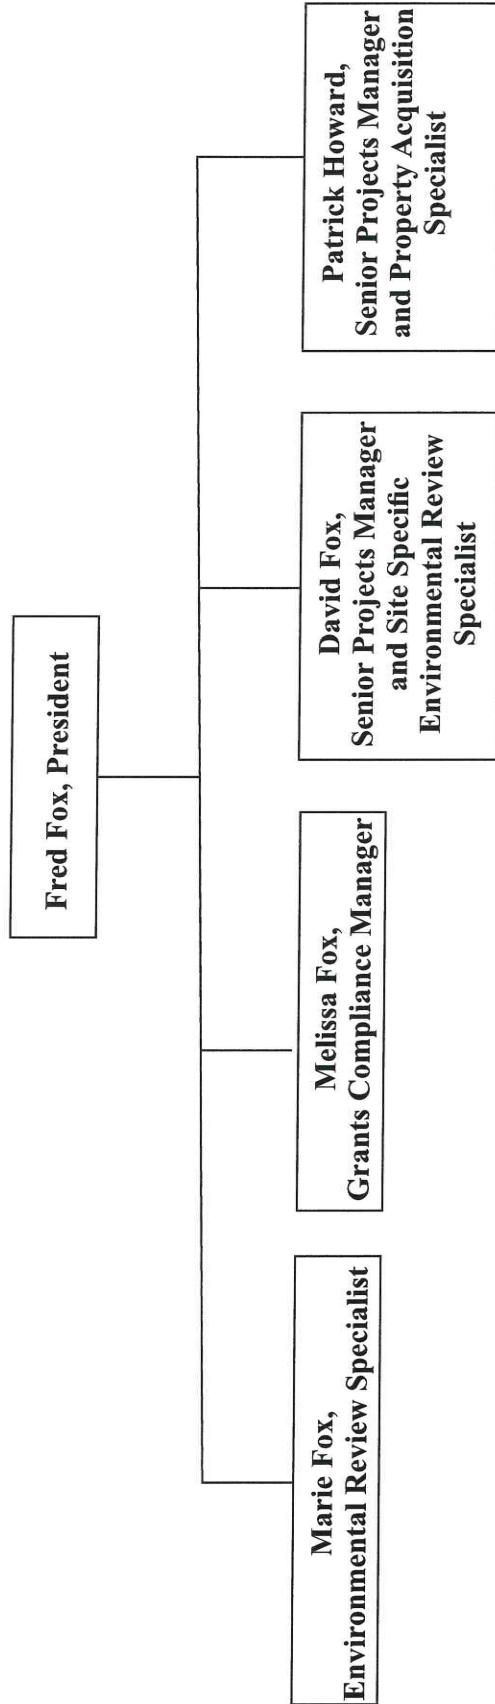 Fred Fox, President
Marie Fox,
Environmental Review Specialist
Melissa Fox,
Grants Compliance Manager
David Fox,
Senior Projects Manager
and Site Specific
Environmental Review
Specialist
Patrick Howard,
Senior Projects Manager
and Property Acquisition
Specialist